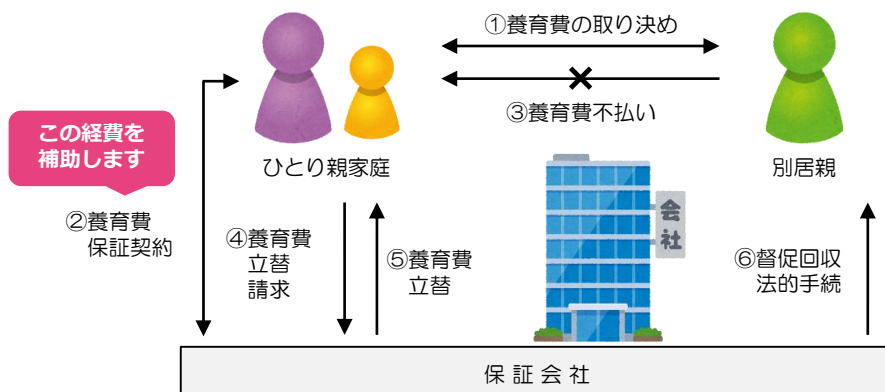 ①養育費の取り決め
③養育費不払い
この経費を
補助します
ひとり親家庭
別居親
②養育費
保証契約
④養育費
立替
請求
⑤養育費
立替
会社
⑥督促回収
法的手続
保証会社